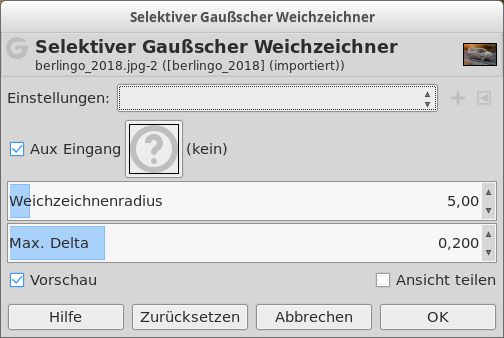 Selektiver Gaußscher Weichzeichner
Selektiver Gaußscher Weichzeichner
berlingo_2018.jpg-2 ([berlingo_2018] (importiert))
Einstellungen:
Aux Eingang (kein)
Weichzeichnenradius 5,00
Max. Delta 0,200
Vorschau Ansicht teilen
Hilfe Zurücksetzen Abbrechen OK